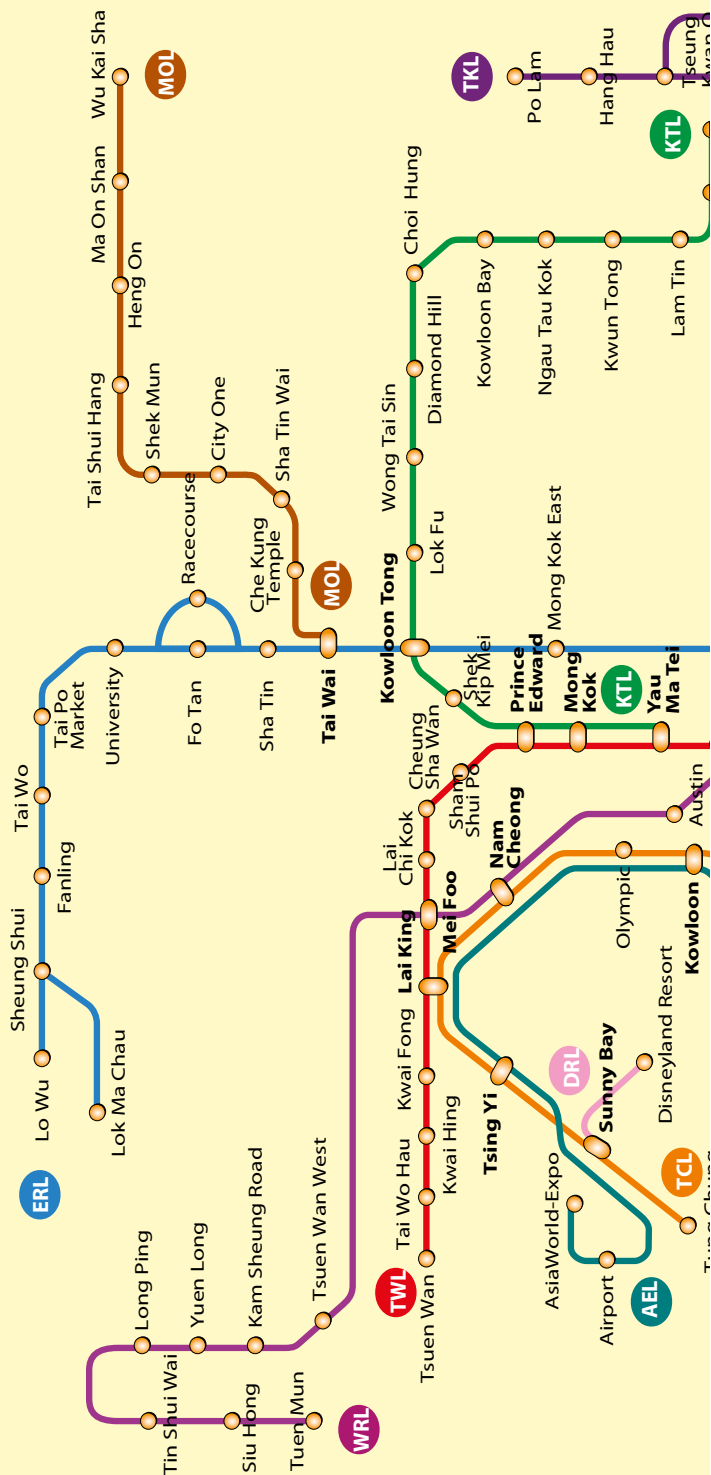 ERL
Lo Wu
Lok Ma Chau
Sheung Shui
Fanling
Tai Wo
Tai Po
Market
University
Fo Tan
Racecourse
Sha Tin
Tai Wai
MOL
Che Kung
Temple
Sha Tin Wai
City One
Shek Mun
Tai Shui Hang
Heng On
Ma On Shan
Wu Kai Sha
MOL
Long Ping
Yuen Long
Kam Sheung Road
Tsuen Wan West
Tin Shui Wai
Siu Hong
Tuen Mun
WRL
TWL
Tsuen Wan
Tai Wo Hau
Kwai Hing
Kwai Fong
Lai King
Mei Foo
Lai
Chi Kok
Cheung
Sha Wan
Sham
Shui Po
Kowloon Tong
Shek
Kip Mei
Lok Fu
Wong Tai Sin
Diamond Hill
Choi Hung
Kowloon Bay
Ngau Tau Kok
Kwun Tong
Lam Tin
KTL
TKL
Po Lam
Hang Hau
Tseung
Kwan
Tsing Yi
Nam
Cheong
Prince
Edward
Mong
Kok
KTL
Yau
Ma Tei
Mong Kok East
AsiaWorld-Expo
Airport
AEL
DRL
Sunny Bay
Disneyland Resort
TCL
Olympic
Kowloon
Austin